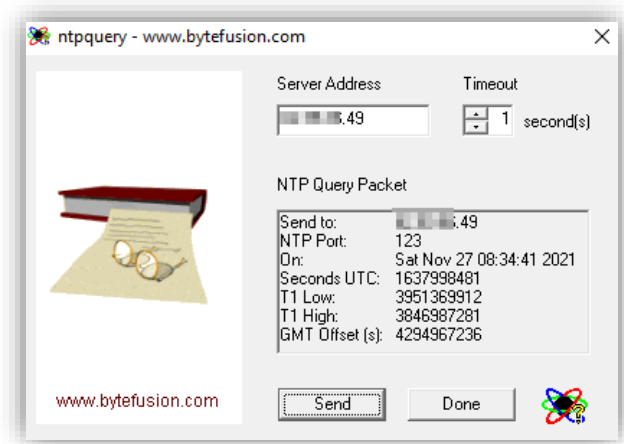 ntpquery - www.bytefusion.com
Server Address
Timeout
.49
1
second(s)
NTP Query Packet
Send to: .49
NTP Port: 123
On: Sat Nov 27 08:34:41 2021
Seconds UTC: 1637998481
T1 Low: 3951369912
T1 High: 3846987281
GMT Offset (s): 4294967236
www.bytefusion.com
Send
Done